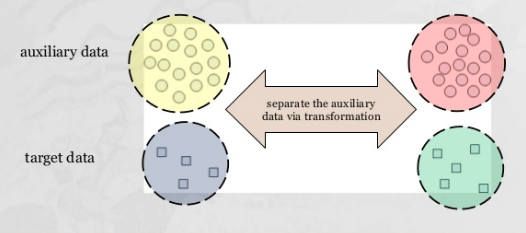 auxiliary data
separate the auxiliary
data via transformation
target data